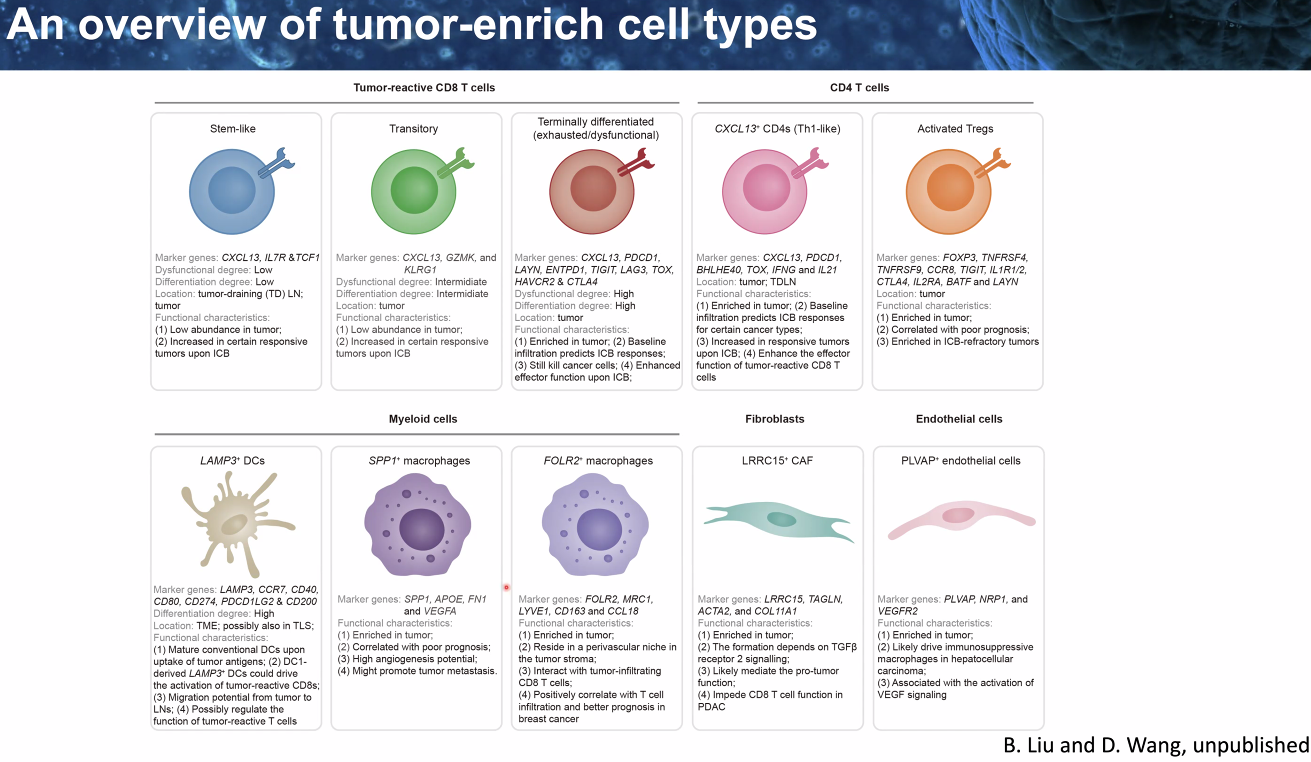 An overview of tumor-enrich cell types
Tumor-reactive CD8 T cells
CD4 T cells
Stem-like
Marker genes: CXCL13, IL7R &TCF1
Dysfunctional degree: Low
Differentiation degree: Low
Location: tumor-draining (TD) LN;
tumor
Functional characteristics:
(1) Low abundance in tumor;
(2) Increased in certain responsive
tumors upon ICB
Transitory
Marker genes: CXCL13, GZMK, and
KLRG1
Dysfunctional degree: Intermidiate
Differentiation degree: Intermidiate
Location: tumor
Functional characteristics:
(1) Low abundance in tumor;
(2) Increased in certain responsive
tumors upon ICB
Terminally differentiated
(exhausted/dysfunctional)
Marker genes: CXCL13, PDCD1,
LAYN, ENTPD1, TIGIT, LAG3, TOX,
HAVCR2 & CTLA4
Dysfunctional degree: High
Differentiation degree: High
Location: tumor
Functional characteristics:
(1) Enriched in tumor; (2) Baseline
infiltration predicts ICB responses;
(3) Still kill cancer cells; (4) Enhanced
effector function upon ICB;
CXCL13⁺ CD4s (Th1-like)
Marker genes: CXCL13, PDCD1,
BHLHE40, TOX, IFNG and IL21
Location: tumor; TDLN
Functional characteristics:
(1) Enriched in tumor; (2) Baseline
infiltration predicts ICB responses
for certain cancer types;
(3) Increased in responsive tumors
upon ICB; (4) Enhance the effector
function of tumor-reactive CD8 T
cells
Activated Tregs
Marker genes: FOXP3, TNFRSF4,
TNFRSF9, CCR8, TIGIT, IL1R1/2,
CTLA4, IL2RA, BATF and LAYN
Location: tumor
Functional characteristics:
(1) Enriched in tumor;
(2) Correlated with poor prognosis;
(3) Enriched in ICB-refractory tumors
Myeloid cells
Fibroblasts
Endothelial cells
LAMP3⁺ DCs
Marker genes: LAMP3, CCR7, CD40,
CD80, CD274, PDCD1LG2 & CD200
Differentiation degree: High
Location: TME; possibly also in TLS;
Functional characteristics:
(1) Mature conventional DCs upon
uptake of tumor antigens; (2) DC1-
derived LAMP3⁺ DCs could drive
the activation of tumor-reactive CD8s;
(3) Migration potential from tumor to
LNs; (4) Possibly regulate the
function of tumor-reactive T cells
SPP1⁺ macrophages
Marker genes: SPP1, APOE, FN1
and VEGFA
Functional characteristics:
(1) Enriched in tumor;
(2) Correlated with poor prognosis;
(3) High angiogenesis potential;
(4) Might promote tumor metastasis.
FOLR2⁺ macrophages
Marker genes: FOLR2, MRC1,
LYVE1, CD163 and CCL18
Functional characteristics:
(1) Enriched in tumor;
(2) Reside in a perivascular niche in
the tumor stroma;
(3) Interact with tumor-infiltrating
CD8 T cells;
(4) Positively correlate with T cell
infiltration and better prognosis in
breast cancer
LRRC15⁺ CAF
Marker genes: LRRC15, TAGLN,
ACTA2, and COL11A1
Functional characteristics:
(1) Enriched in tumor;
(2) The formation depends on TGFβ
receptor 2 signalling;
(3) Likely mediate the pro-tumor
function;
(4) Impede CD8 T cell function in
PDAC
PLVAP⁺ endothelial cells
Marker genes: PLVAP, NRP1, and
VEGFR2
Functional characteristics:
(1) Enriched in tumor;
(2) Likely drive immunosuppressive
macrophages in hepatocellular
carcinoma;
(3) Associated with the activation of
VEGF signaling
B. Liu and D. Wang, unpublished